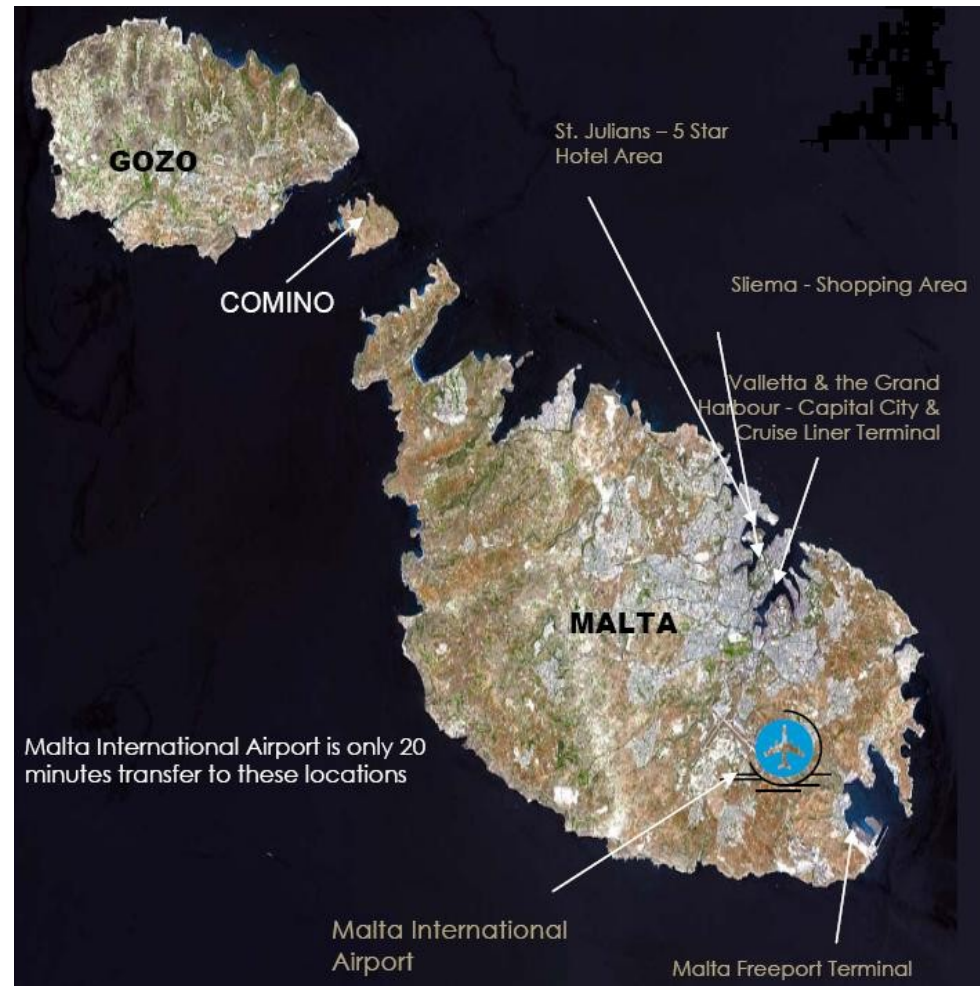 St. Julians – 5 Star
Hotel Area
GOZO
Sliema - Shopping Area
COMINO
Valletta & the Grand
Harbour - Capital City &
Cruise Liner Terminal
MALTA
Malta International Airport is only 20
minutes transfer to these locations
Malta International
Airport
Malta Freeport Terminal